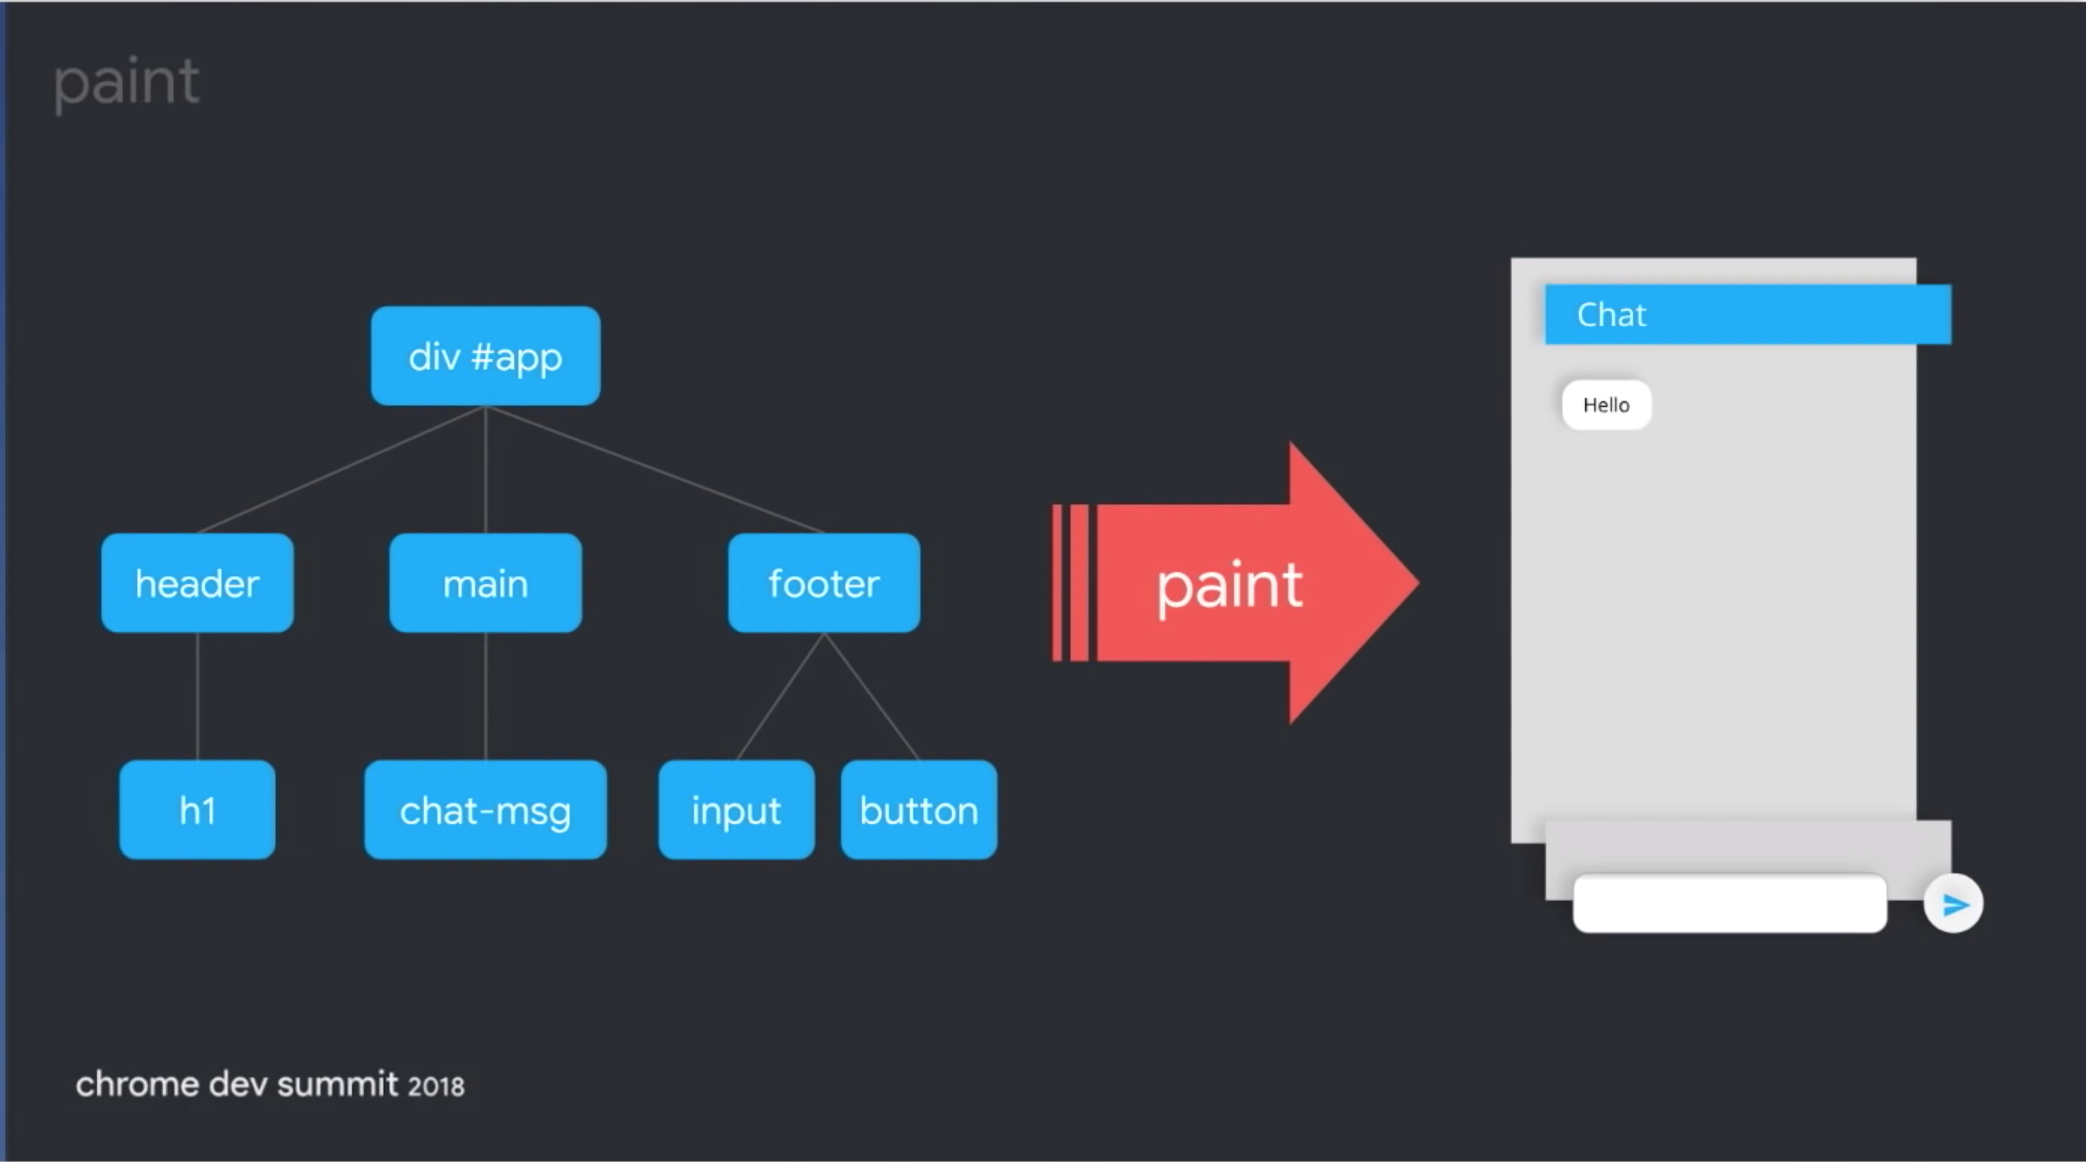 paint
div #app
header
main
footer
h1
chat-msg
input
button
paint
Chat
Hello
chrome dev summit 2018